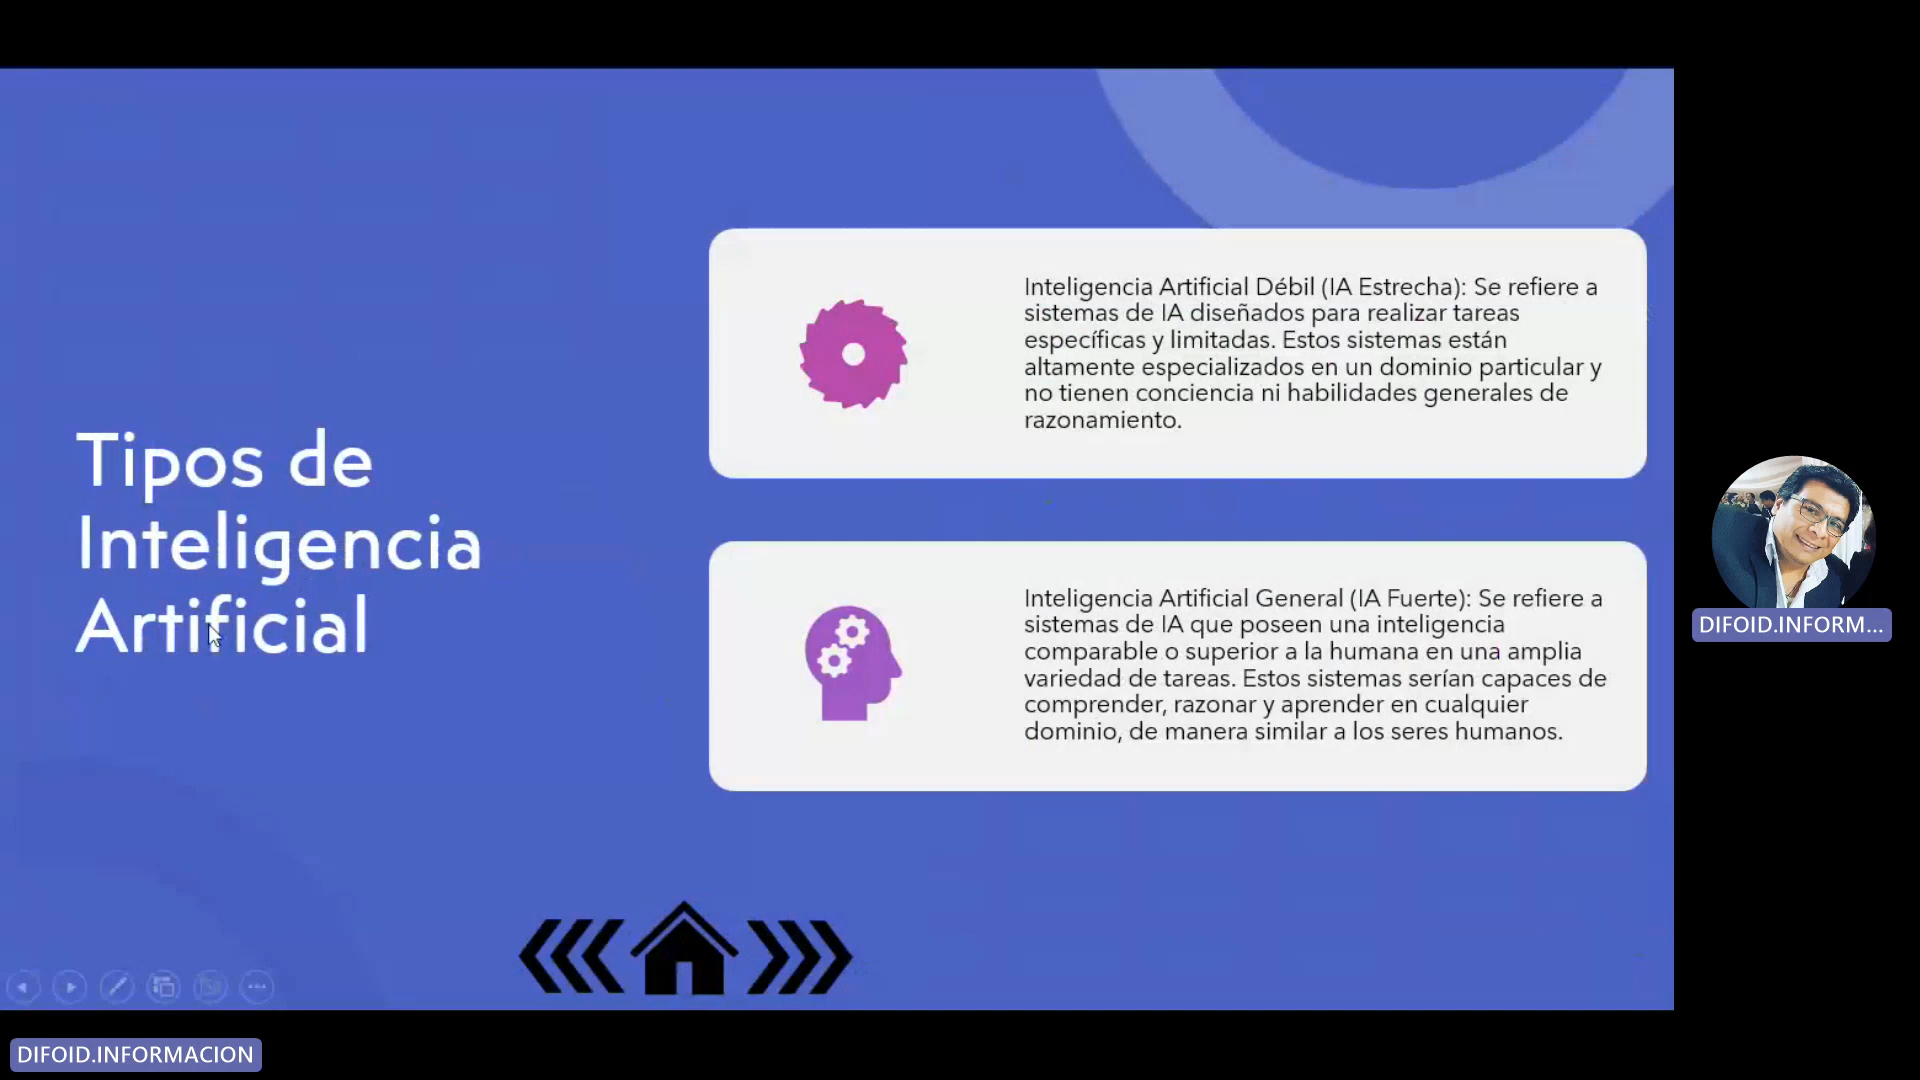 Tipos de
Inteligencia
Artificial
Inteligencia Artificial Débil (IA Estrecha): Se refiere a
sistemas de IA diseñados para realizar tareas
específicas y limitadas. Estos sistemas están
altamente especializados en un dominio particular y
no tienen conciencia ni habilidades generales de
razonamiento.
Inteligencia Artificial General (IA Fuerte): Se refiere a
sistemas de IA que poseen una inteligencia
comparable o superior a la humana en una amplia
variedad de tareas. Estos sistemas serían capaces de
comprender, razonar y aprender en cualquier
dominio, de manera similar a los seres humanos.
DIFOID.INFORM...
DIFOID.INFORMACION